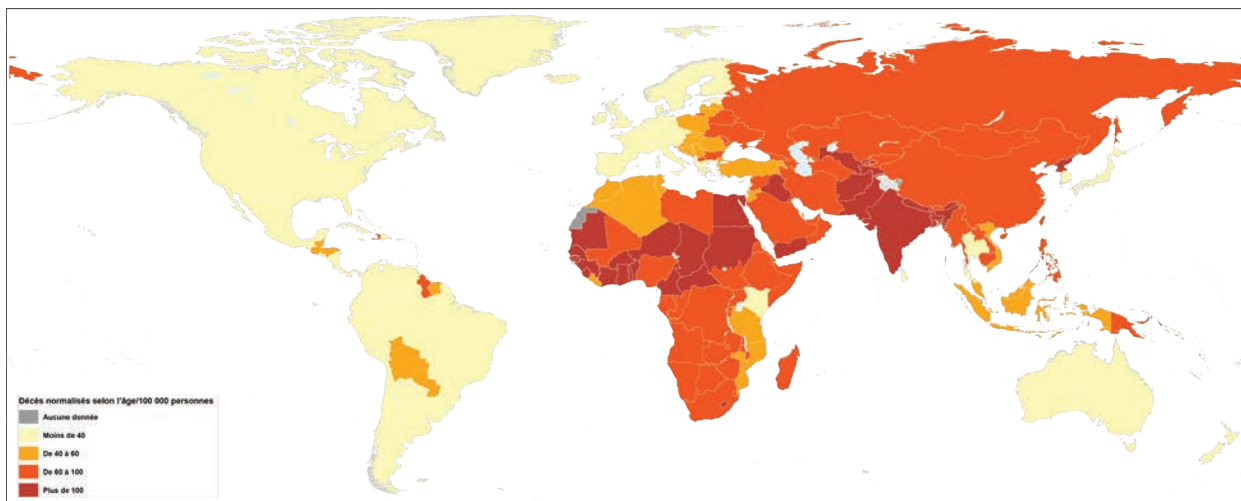 Décès normalisés selon l'âge/100 000 personnes
Aucune donnée
Moins de 40
De 40 à 60
De 60 à 100
Plus de 100